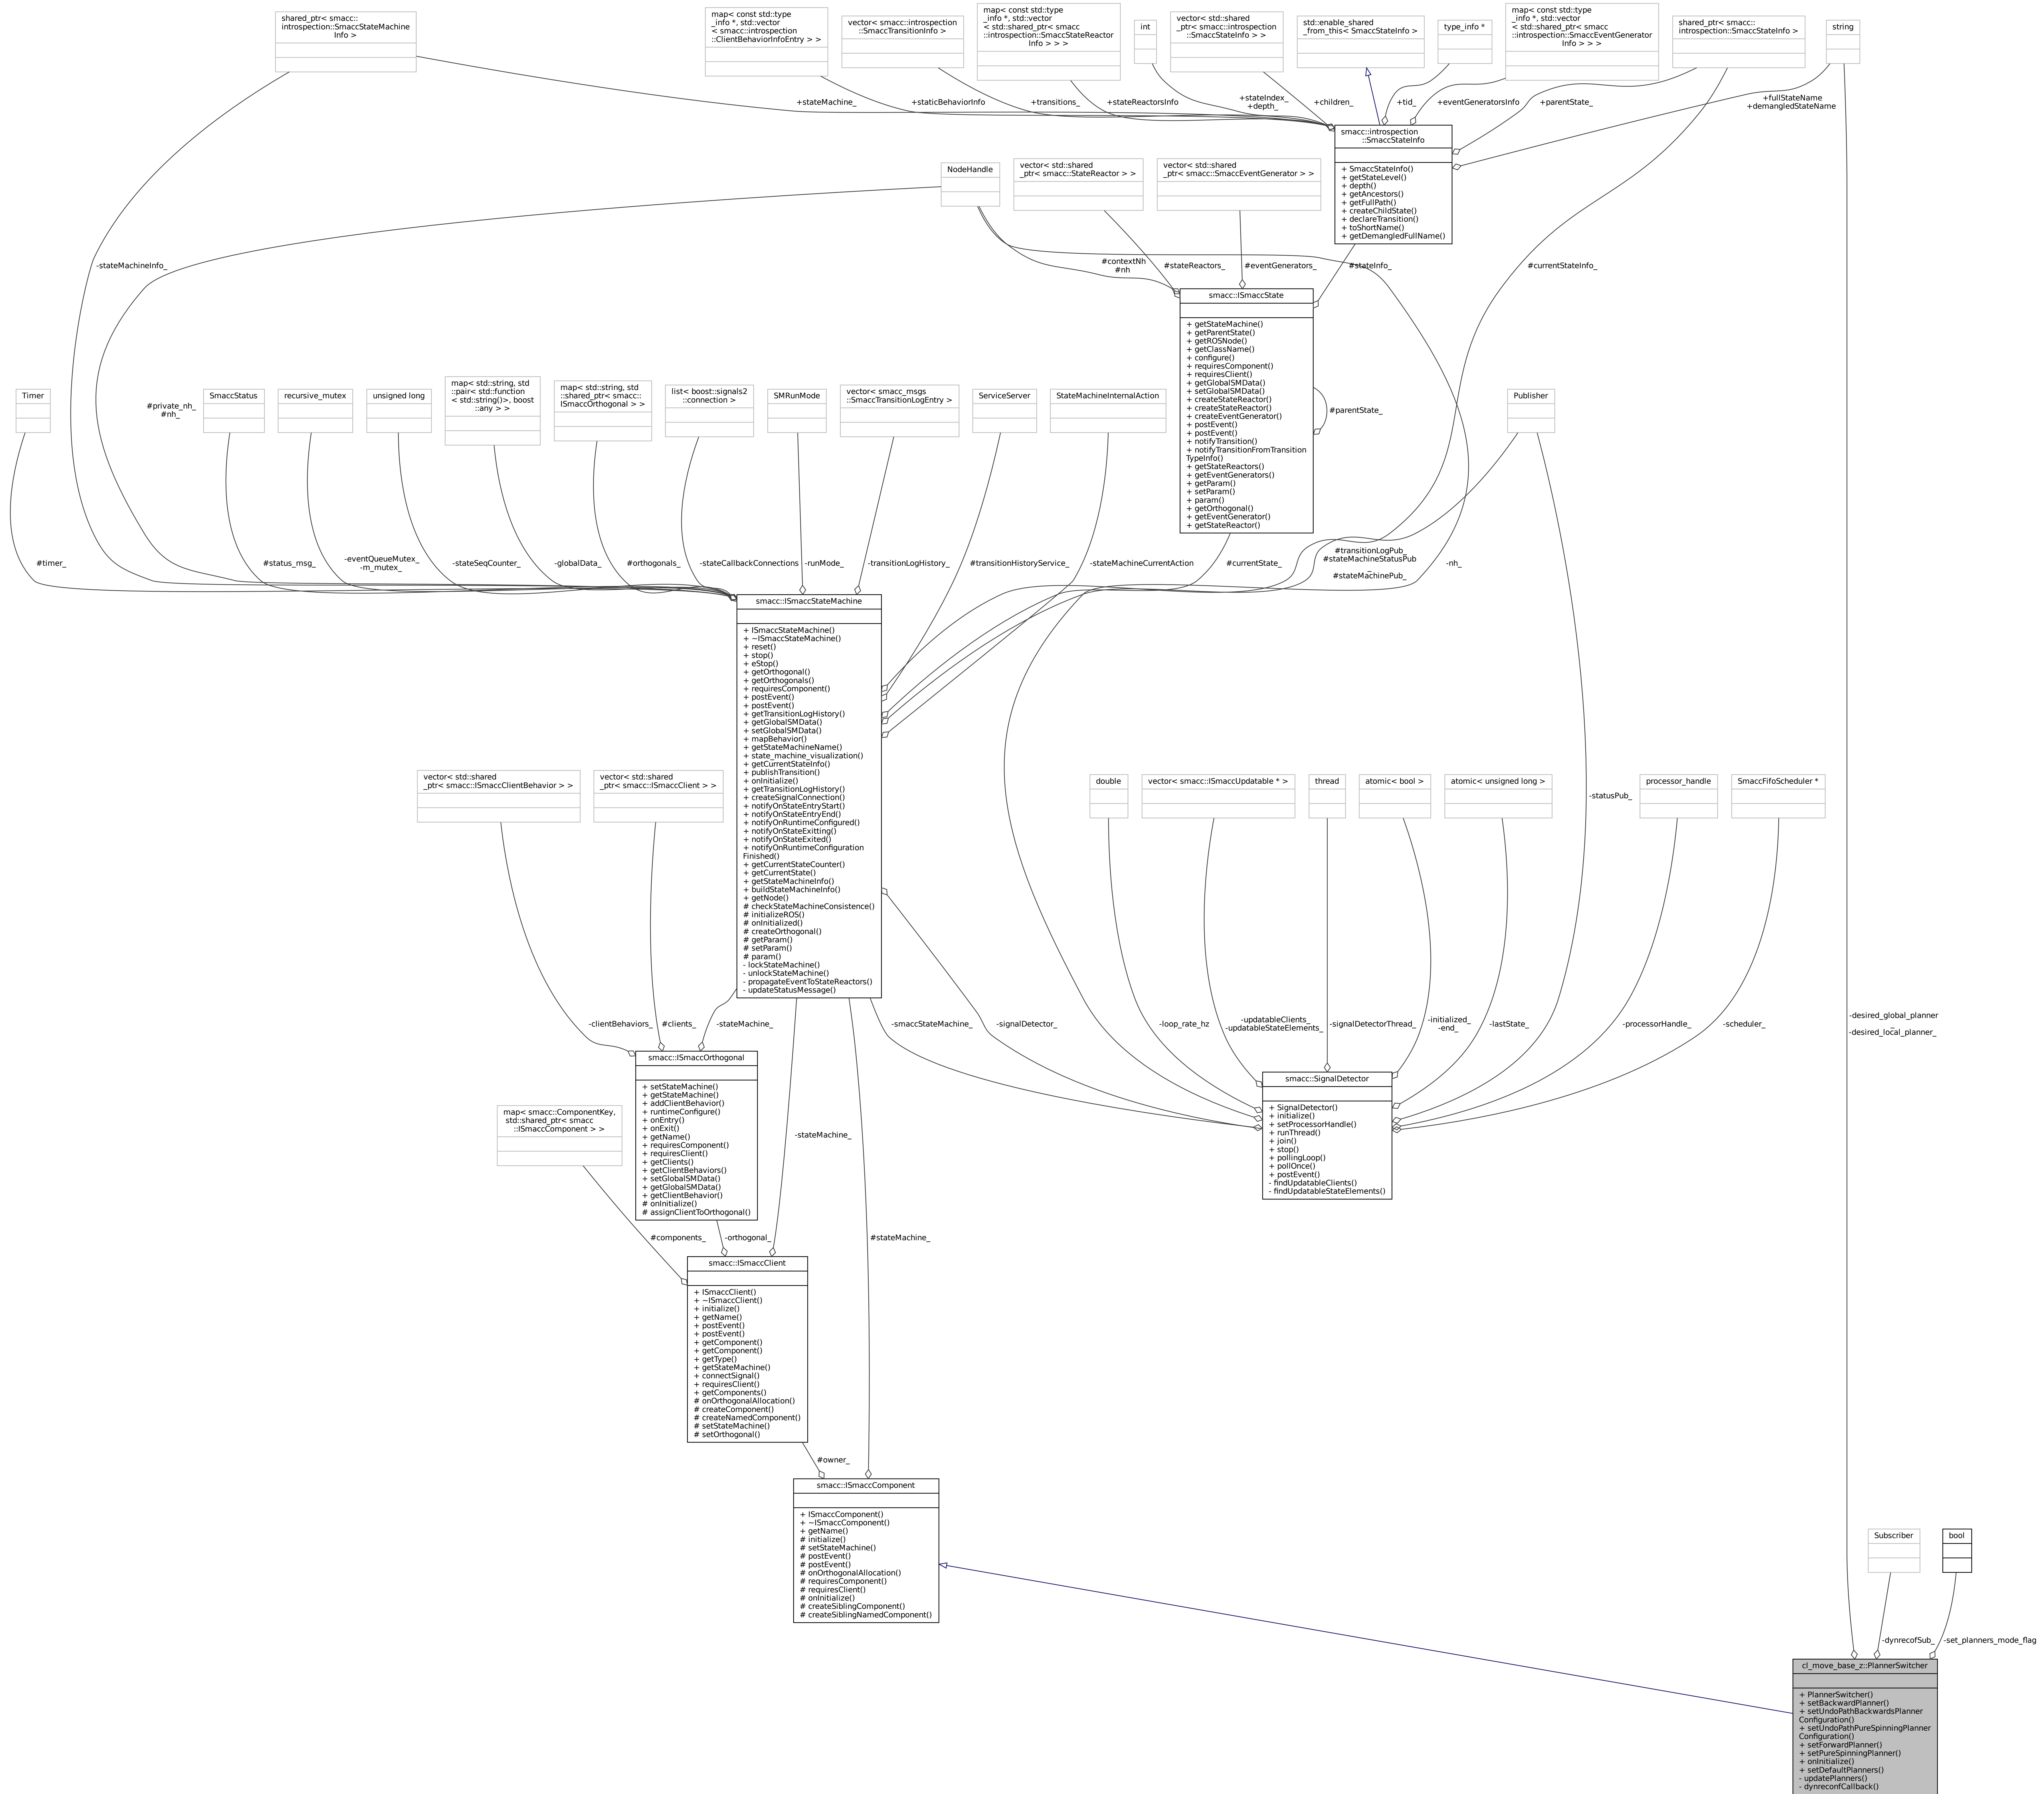 shared_ptr< smacc::
introspection::SmaccStateMachine
Info >
map< const std::type
_info *, std::vector
< smacc::introspection
::ClientBehaviorInfoEntry > >
vector< smacc::introspection
::SmaccTransitionInfo >
map< const std::type
_info *, std::vector
< std::shared_ptr< smacc
::introspection::SmaccStateReactor
Info > > >
int
vector< std::shared
_ptr< smacc::introspection
::SmaccStateInfo > >
std::enable_shared
_from_this< SmaccStateInfo >
type_info *
map< const std::type
_info *, std::vector
< std::shared_ptr< smacc
::introspection::SmaccEventGenerator
Info > > >
shared_ptr< smacc::
introspection::SmaccStateInfo >
string
+stateMachine_
+staticBehaviorInfo
+transitions_
+stateReactorsInfo
+stateIndex_
+depth_
+children_
+tid_
+eventGeneratorsInfo
+parentState_
+fullStateName
+demangledStateName
smacc::introspection
::SmaccStateInfo
+ SmaccStateInfo()
+ getStateLevel()
+ depth()
+ getAncestors()
+ getFullPath()
+ createChildState()
+ declareTransition()
+ toShortName()
+ getDemangledFullName()
NodeHandle
vector< std::shared
_ptr< smacc::StateReactor > >
vector< std::shared
_ptr< smacc::SmaccEventGenerator > >
-stateMachineInfo_
#contextNh
#nh
#stateReactors_
#eventGenerators_
#stateInfo_
#currentStateInfo_
smacc::ISmaccState
+ getStateMachine()
+ getParentState()
+ getROSNode()
+ getClassName()
+ configure()
+ requiresComponent()
+ requiresClient()
+ getGlobalSMData()
+ setGlobalSMData()
+ createStateReactor()
+ createStateReactor()
+ createEventGenerator()
+ postEvent()
+ postEvent()
+ notifyTransition()
+ notifyTransitionFromTransition
TypeInfo()
+ getStateReactors()
+ getEventGenerators()
+ getParam()
+ setParam()
+ param()
+ getOrthogonal()
+ getEventGenerator()
+ getStateReactor()
#parentState_
Timer
#private_nh_
#nh_
SmaccStatus
recursive_mutex
unsigned long
map< std::string, std
::pair< std::function
< std::string()>, boost
::any > >
map< std::string, std
::shared_ptr< smacc::
ISmaccOrthogonal > >
list< boost::signals2
::connection >
SMRunMode
vector< smacc_msgs
::SmaccTransitionLogEntry >
ServiceServer
StateMachineInternalAction
Publisher
#timer_
#status_msg_
-eventQueueMutex_
-m_mutex_
-stateSeqCounter_
-globalData_
#orthogonals_
-stateCallbackConnections
-runMode_
-transitionLogHistory_
#transitionHistoryService_
-stateMachineCurrentAction
#currentState_
#transitionLogPub_
#stateMachineStatusPub
_
#stateMachinePub_
-nh_
smacc::ISmaccStateMachine
+ ISmaccStateMachine()
+ ~ISmaccStateMachine()
+ reset()
+ stop()
+ eStop()
+ getOrthogonal()
+ getOrthogonals()
+ requiresComponent()
+ postEvent()
+ postEvent()
+ getTransitionLogHistory()
+ getGlobalSMData()
+ setGlobalSMData()
+ mapBehavior()
+ getStateMachineName()
+ state_machine_visualization()
+ getCurrentStateInfo()
+ publishTransition()
+ onInitialize()
+ getTransitionLogHistory()
+ createSignalConnection()
+ notifyOnStateEntryStart()
+ notifyOnStateEntryEnd()
+ notifyOnRuntimeConfigured()
+ notifyOnStateExitting()
+ notifyOnStateExited()
+ notifyOnRuntimeConfiguration
Finished()
+ getCurrentStateCounter()
+ getCurrentState()
+ getStateMachineInfo()
+ buildStateMachineInfo()
+ getNode()
# checkStateMachineConsistence()
# initializeROS()
# onInitialized()
# createOrthogonal()
# getParam()
# setParam()
# param()
- lockStateMachine()
- unlockStateMachine()
- propagateEventToStateReactors()
- updateStatusMessage()
vector< std::shared
_ptr< smacc::ISmaccClientBehavior > >
vector< std::shared
_ptr< smacc::ISmaccClient > >
double
vector< smacc::ISmaccUpdatable * >
thread
atomic< bool >
atomic< unsigned long >
-statusPub_
processor_handle
SmaccFifoScheduler *
-clientBehaviors_
#clients_
-stateMachine_
-smaccStateMachine_
-signalDetector_
-loop_rate_hz
-updatableClients_
-updatableStateElements_
-signalDetectorThread_
-initialized_
-end_
-lastState_
-processorHandle_
-scheduler_
-desired_global_planner
_
-desired_local_planner_
smacc::ISmaccOrthogonal
+ setStateMachine()
+ getStateMachine()
+ addClientBehavior()
+ runtimeConfigure()
+ onEntry()
+ onExit()
+ getName()
+ requiresComponent()
+ requiresClient()
+ getClients()
+ getClientBehaviors()
+ setGlobalSMData()
+ getGlobalSMData()
+ getClientBehavior()
# onInitialize()
# assignClientToOrthogonal()
smacc::SignalDetector
+ SignalDetector()
+ initialize()
+ setProcessorHandle()
+ runThread()
+ join()
+ stop()
+ pollingLoop()
+ pollOnce()
+ postEvent()
- findUpdatableClients()
- findUpdatableStateElements()
map< smacc::ComponentKey,
std::shared_ptr< smacc
::ISmaccComponent > >
-stateMachine_
#components_
-orthogonal_
#stateMachine_
smacc::ISmaccClient
+ ISmaccClient()
+ ~ISmaccClient()
+ initialize()
+ getName()
+ postEvent()
+ postEvent()
+ getComponent()
+ getComponent()
+ getType()
+ getStateMachine()
+ connectSignal()
+ requiresClient()
+ getComponents()
# onOrthogonalAllocation()
# createComponent()
# createNamedComponent()
# setStateMachine()
# setOrthogonal()
#owner_
smacc::ISmaccComponent
+ ISmaccComponent()
+ ~ISmaccComponent()
+ getName()
# initialize()
# setStateMachine()
# postEvent()
# postEvent()
# onOrthogonalAllocation()
# requiresComponent()
# requiresClient()
# onInitialize()
# createSiblingComponent()
# createSiblingNamedComponent()
Subscriber
bool
-dynrecofSub_
-set_planners_mode_flag
cl_move_base_z::PlannerSwitcher
+ PlannerSwitcher()
+ setBackwardPlanner()
+ setUndoPathBackwardsPlanner
Configuration()
+ setUndoPathPureSpinningPlanner
Configuration()
+ setForwardPlanner()
+ setPureSpinningPlanner()
+ onInitialize()
+ setDefaultPlanners()
- updatePlanners()
- dynreconfCallback()